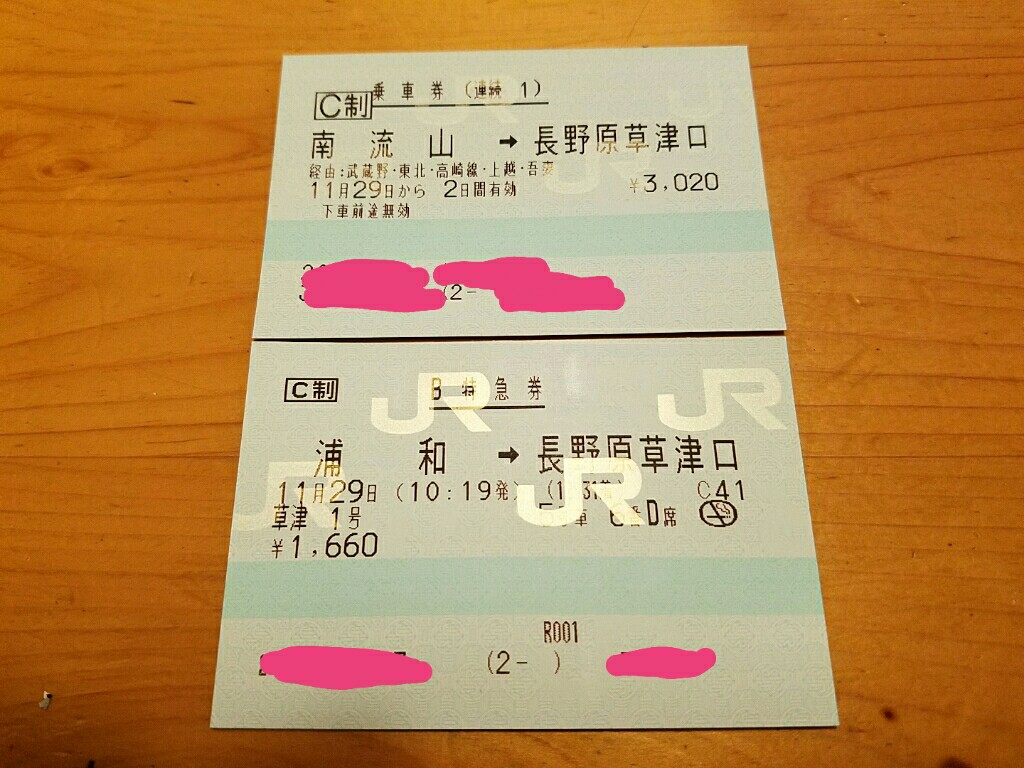 C制 乗車券 (連続 1)
南流山 → 長野原草津口
経由:武蔵野・東北・高崎線・上越・吾妻
11月29日から 2日間有効 ¥3,020
下車前途無効
(2-
JR
C制 B特急券
浦和 → 長野原草津口
11月29日 (10:19発) C41
草津 1号 6番D席
¥1,660
R001
(2- )